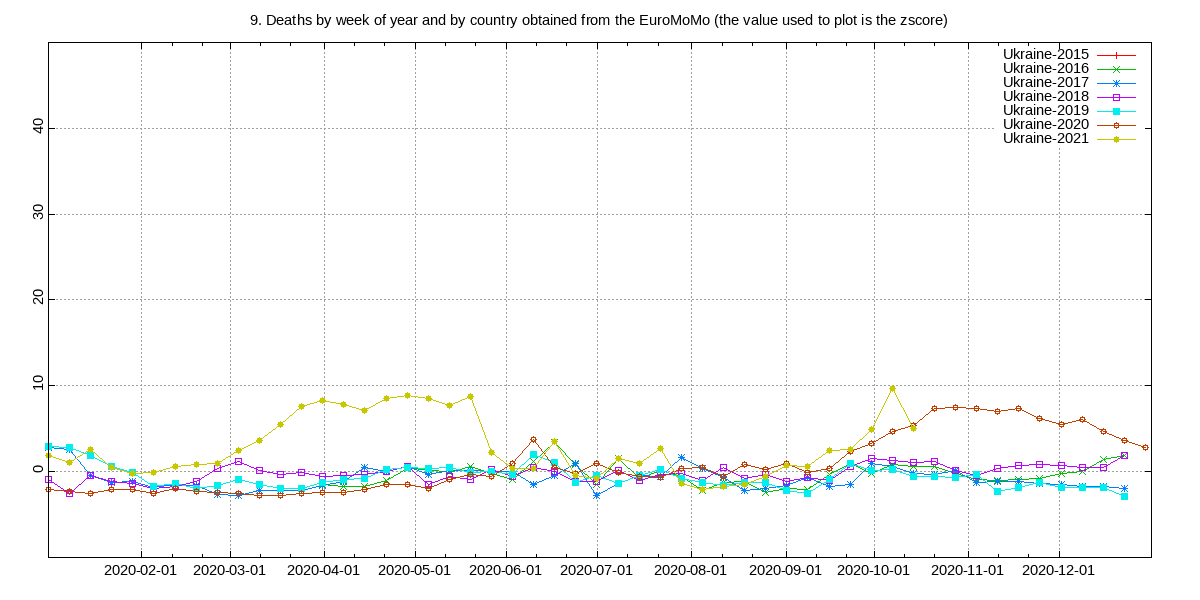 9. Deaths by week of year and by country obtained from the EuroMoMo (the value used to plot is the zscore)
Ukraine-2015
Ukraine-2016
Ukraine-2017
Ukraine-2018
Ukraine-2019
Ukraine-2020
Ukraine-2021
40
30
20
10
0
2020-02-01 2020-03-01 2020-04-01 2020-05-01 2020-06-01 2020-07-01 2020-08-01 2020-09-01 2020-10-01 2020-11-01 2020-12-01